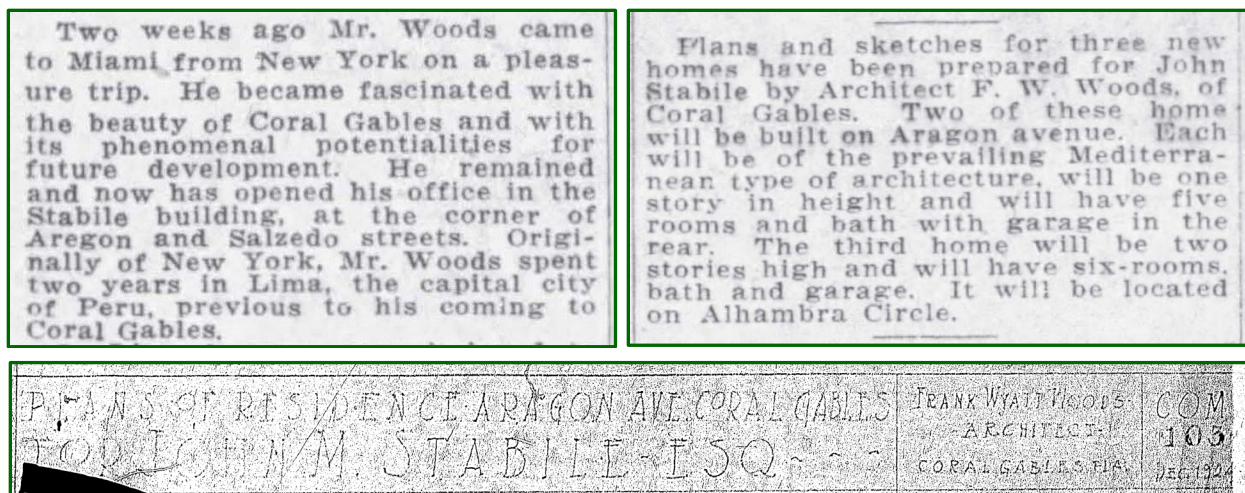 Two weeks ago Mr. Woods came
to Miami from New York on a pleas-
ure trip. He became fascinated with
the beauty of Coral Gables and with
its phenomenal potentialities for
future development. He remained
and now has opened his office in the
Stabile building, at the corner of
Aregon and Salzedo streets. Origi-
nally of New York, Mr. Woods spent
two years in Lima, the capital city
of Peru, previous to his coming to
Coral Gables.
Plans and sketches for three new
homes have been prepared for John
Stabile by Architect F. W. Woods, of
Coral Gables. Two of these home
will be built on Aragon avenue. Each
will be of the prevailing Mediterra-
nean type of architecture, will be one
story in height and will have five
rooms and bath with garage in the
rear. The third home will be two
stories high and will have six-rooms,
bath and garage. It will be located
on Alhambra Circle.
PLANS OF RESIDENCE ARAGON AVE. CORAL GABLES
FOR JOHN M. STABILE - ESQ - - -
FRANK WYATT WOODS
- ARCHITECT -
CORAL GABLES FLA.
COM
103
DEC. 1924